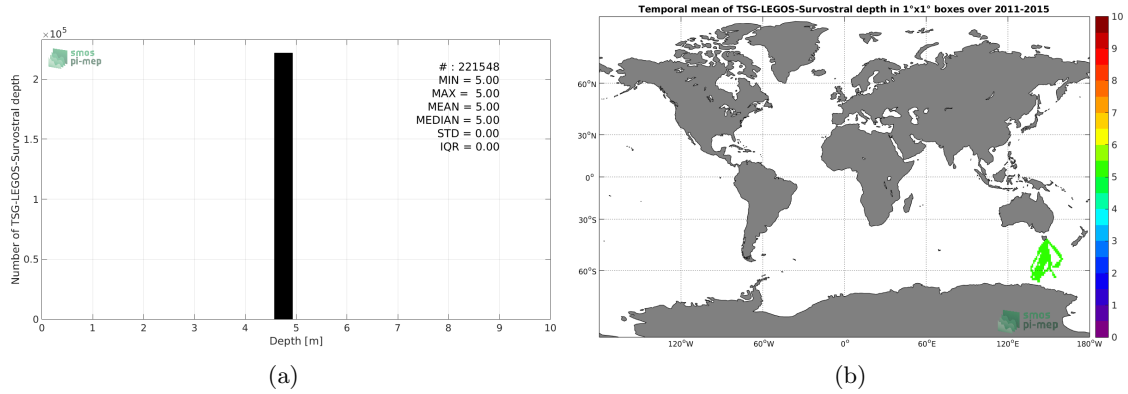 ×10⁵
smos
pi-mep
# : 221548
MIN = 5.00
MAX = 5.00
MEAN = 5.00
MEDIAN = 5.00
STD = 0.00
IQR = 0.00
Number of TSG-LEGOS-Survostral depth
2
1.5
1
0.5
0
0 1 2 3 4 5 6 7 8 9 10
Depth [m]
(a)
Temporal mean of TSG-LEGOS-Survostral depth in 1°x1° boxes over 2011-2015
60°N
30°N
0°
30°S
60°S
120°W 60°W 0° 60°E 120°E 180°W
smos
pi-mep
10
9
8
7
6
5
4
3
2
1
0
(b)